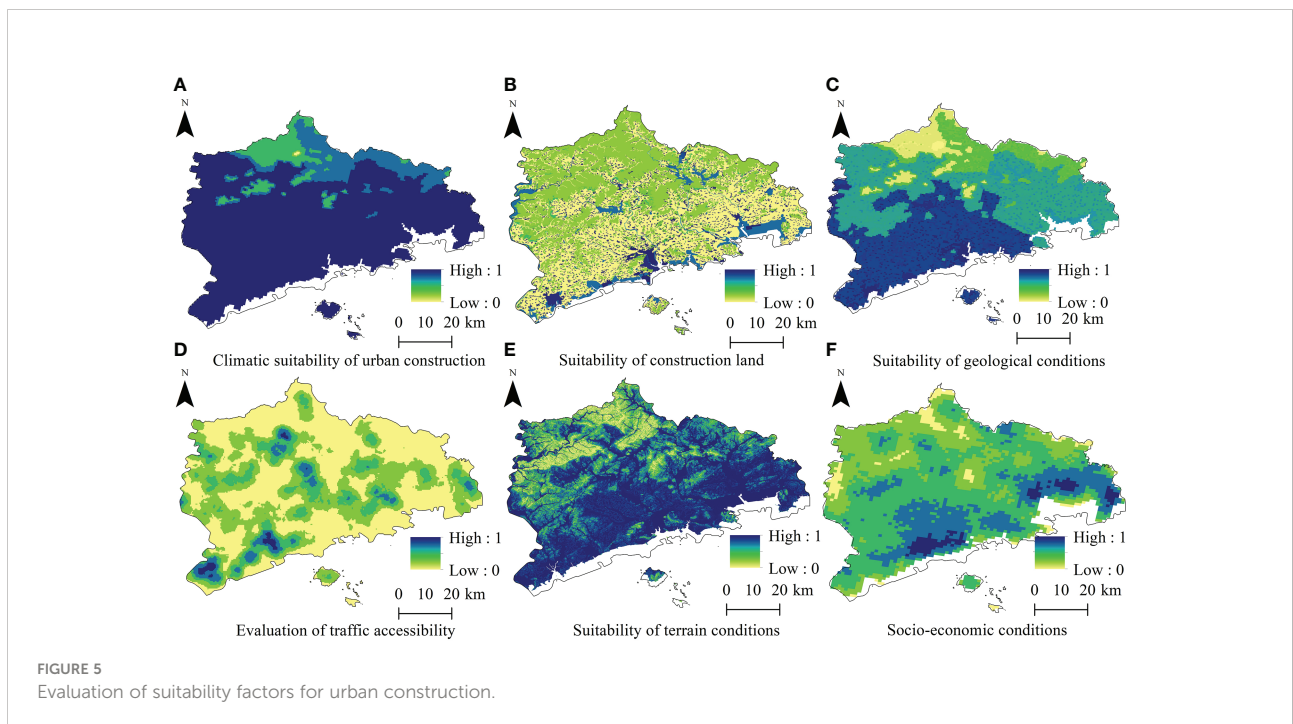 A
N
High : 1
Low : 0
0 10 20 km
Climatic suitability of urban construction
B
N
High : 1
Low : 0
0 10 20 km
Suitability of construction land
C
N
High : 1
Low : 0
0 10 20 km
Suitability of geological conditions
D
N
High : 1
Low : 0
0 10 20 km
Evaluation of traffic accessibility
E
N
High : 1
Low : 0
0 10 20 km
Suitability of terrain conditions
F
N
High : 1
Low : 0
0 10 20 km
Socio-economic conditions
FIGURE 5
Evaluation of suitability factors for urban construction.